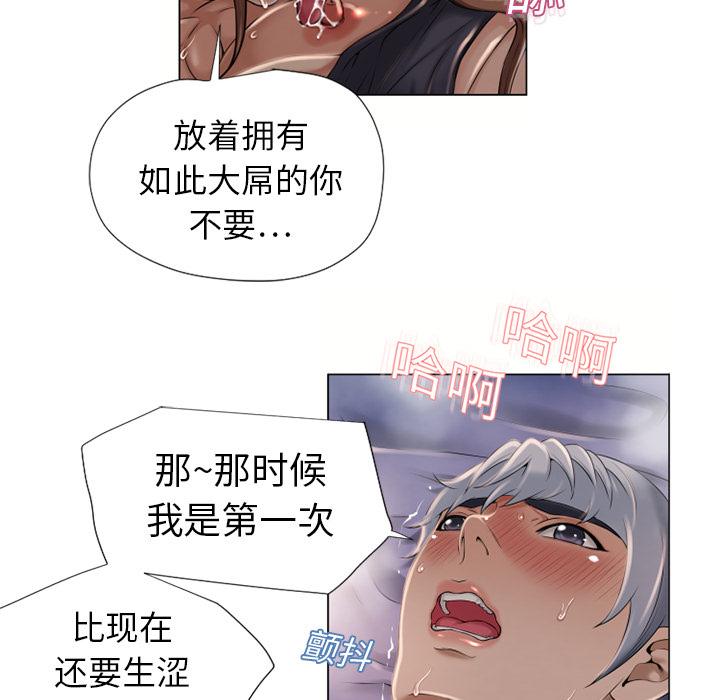 放着拥有
如此大屌的你
不要...
哈啊
哈啊
那~那时候
我是第一次
颤抖
比现在
还要生涩